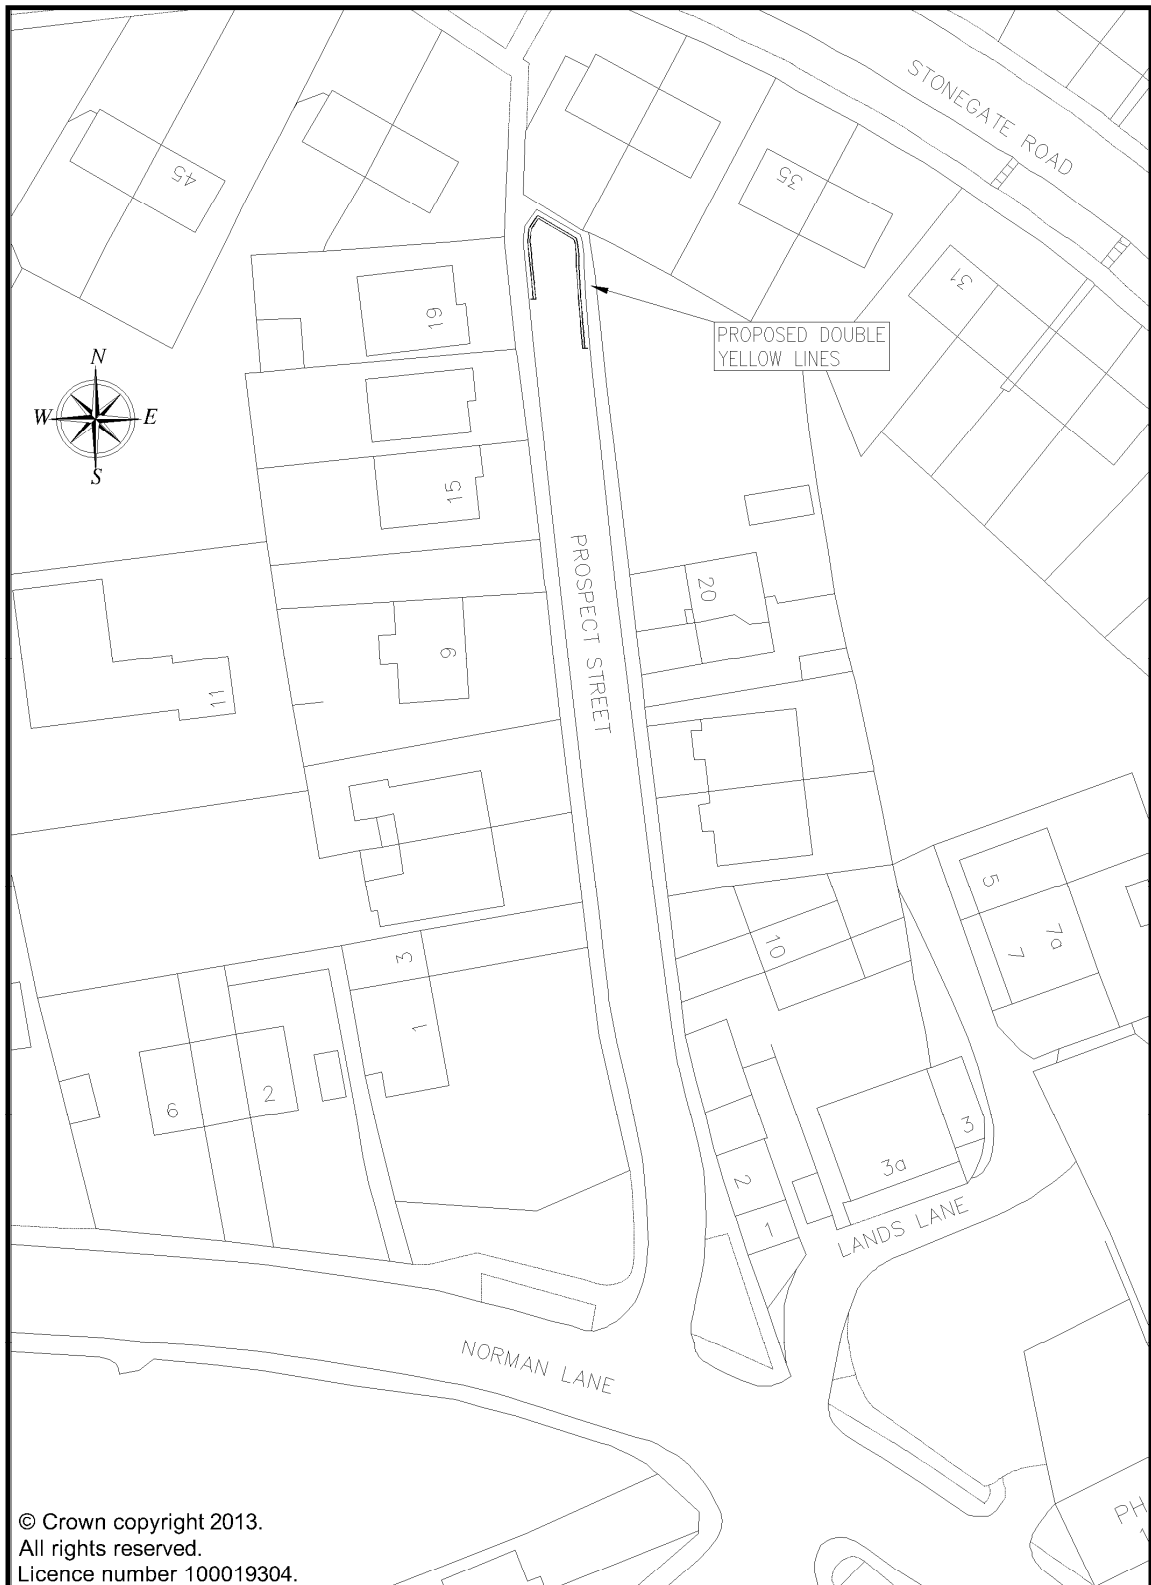 STONEGATE ROAD
45
35
31
19
PROPOSED DOUBLE
YELLOW LINES
N
W
E
S
15
PROSPECT STREET
20
9
11
5
7a
7
10
3
1
2
6
3
3a
2
1
LANDS LANE
NORMAN LANE
PH
© Crown copyright 2013.
All rights reserved.
Licence number 100019304.